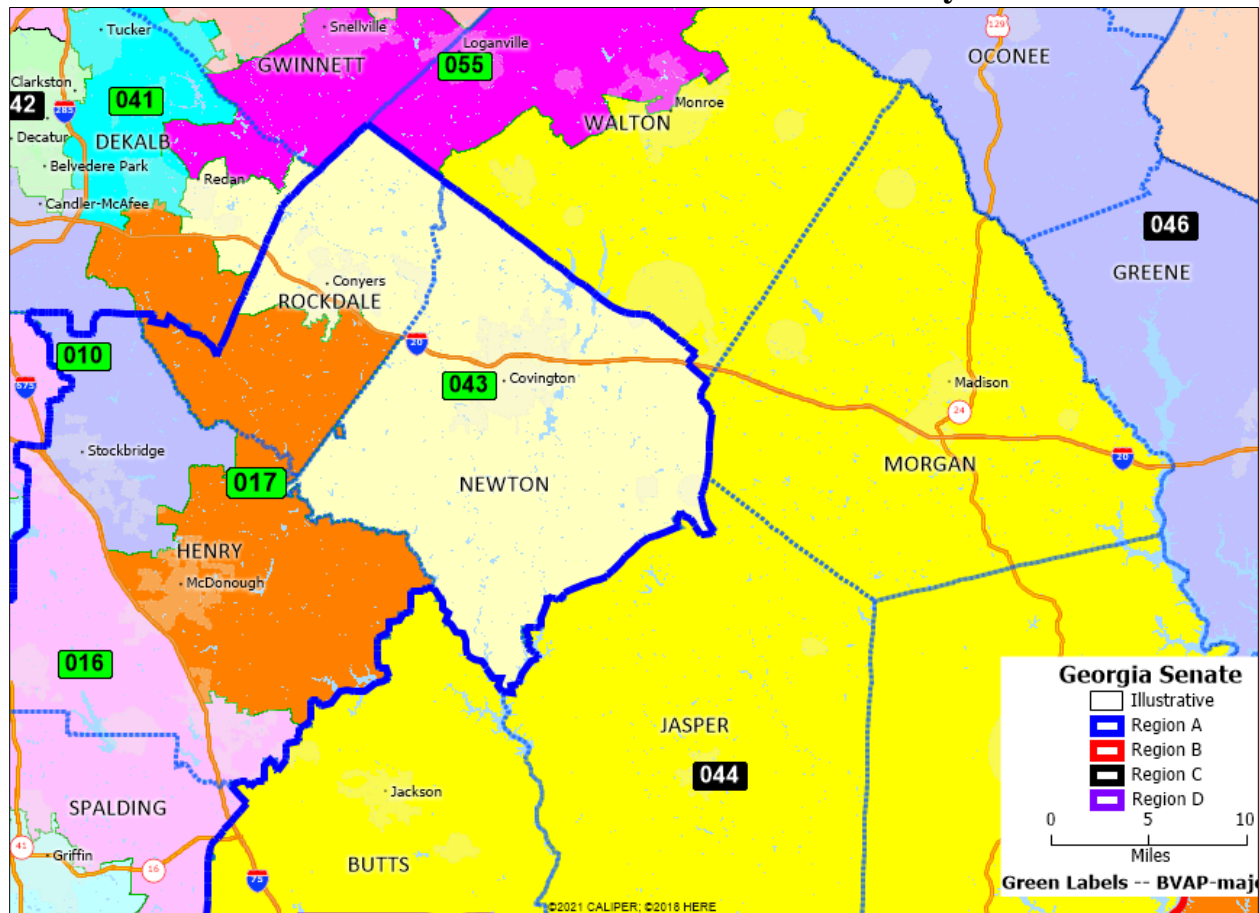 129
Tucker
Snellville
OCONEE
Loganville
GWINNETT
055
Clarkston
041
42
285
Monroe
WALTON
Decatur
DEKALB
Belvedere Park
Redan
Candler-McAfee
046
GREENE
Conyers
ROCKDALE
20
010
675
043
Covington
Madison
24
Stockbridge
MORGAN
20
017
NEWTON
HENRY
McDonough
016
Georgia Senate
Illustrative
Region A
Region B
Region C
Region D
0 5 10
Miles
Green Labels -- BVAP-maj
JASPER
044
Jackson
SPALDING
41
Griffin
16
BUTTS
75
©2021 CALIPER; ©2018 HERE